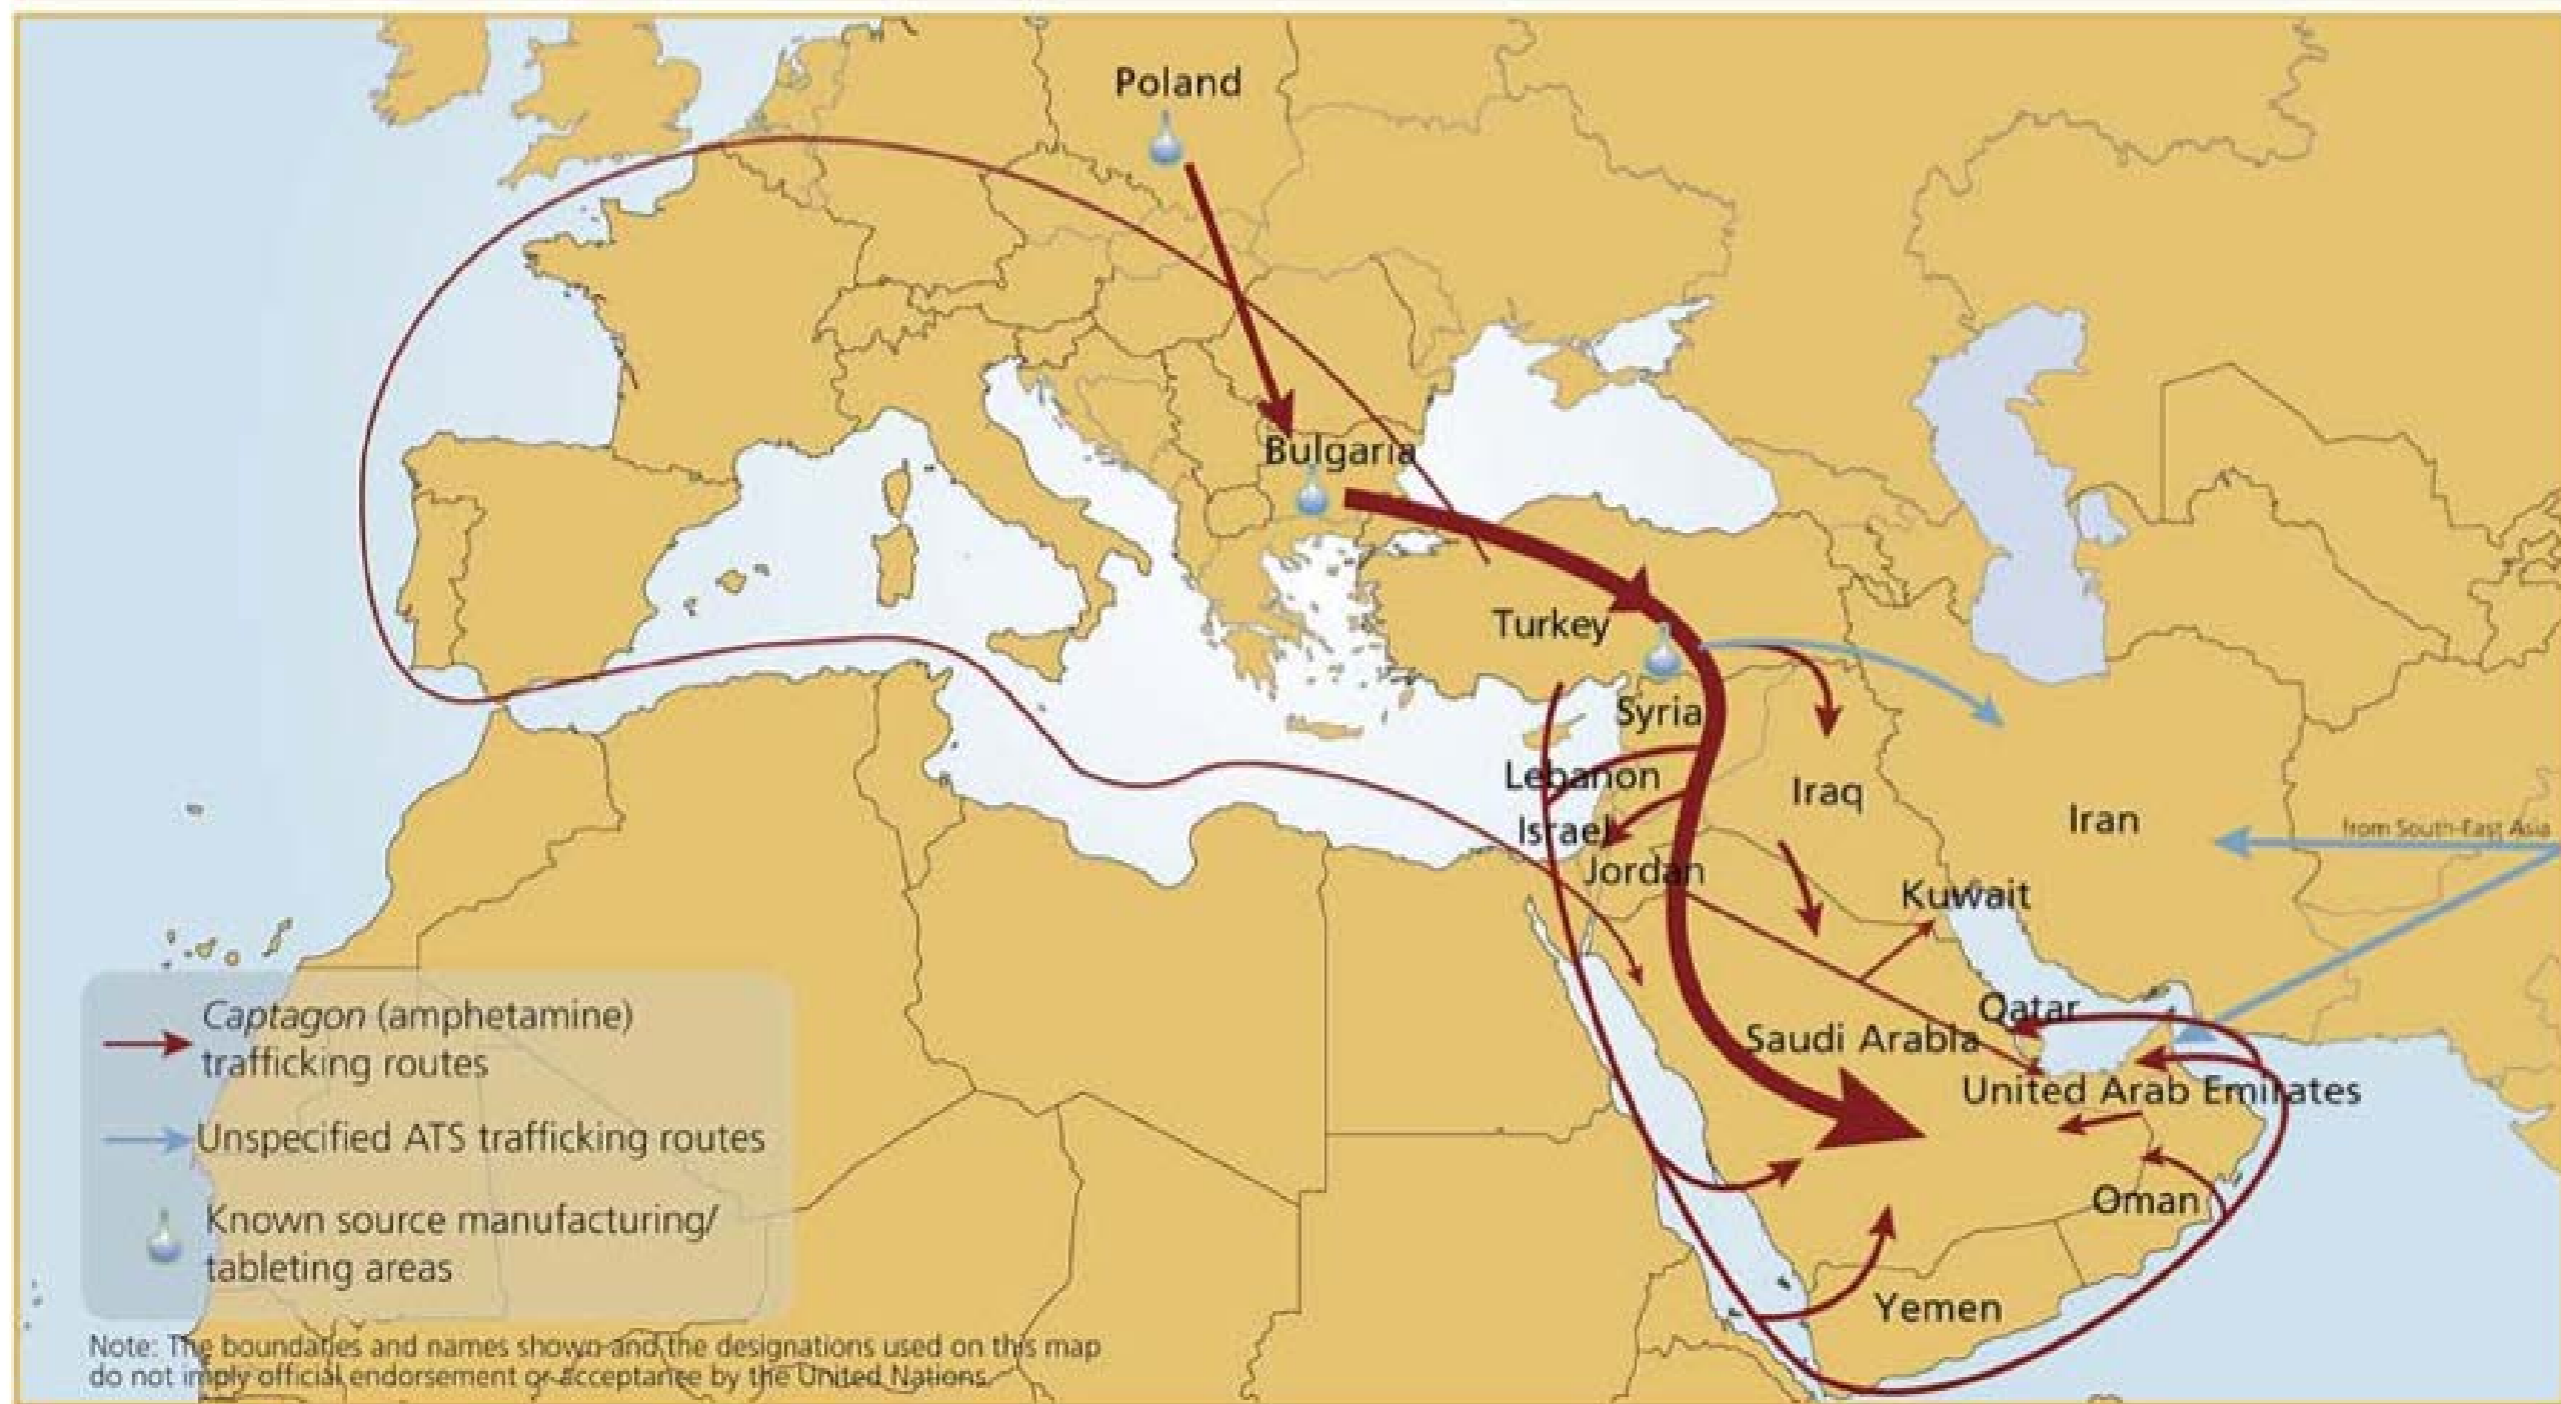 Poland
Bulgaria
Turkey
Syria
Lebanon
Iraq
Iran
Israel
from South-East Asia
Jordan
Kuwait
Qatar
Saudi Arabia
United Arab Emirates
Oman
Yemen
Captagon (amphetamine)
trafficking routes
Unspecified ATS trafficking routes
Known source manufacturing/
tableting areas
Note: The boundaries and names shown and the designations used on this map
do not imply official endorsement or acceptance by the United Nations.